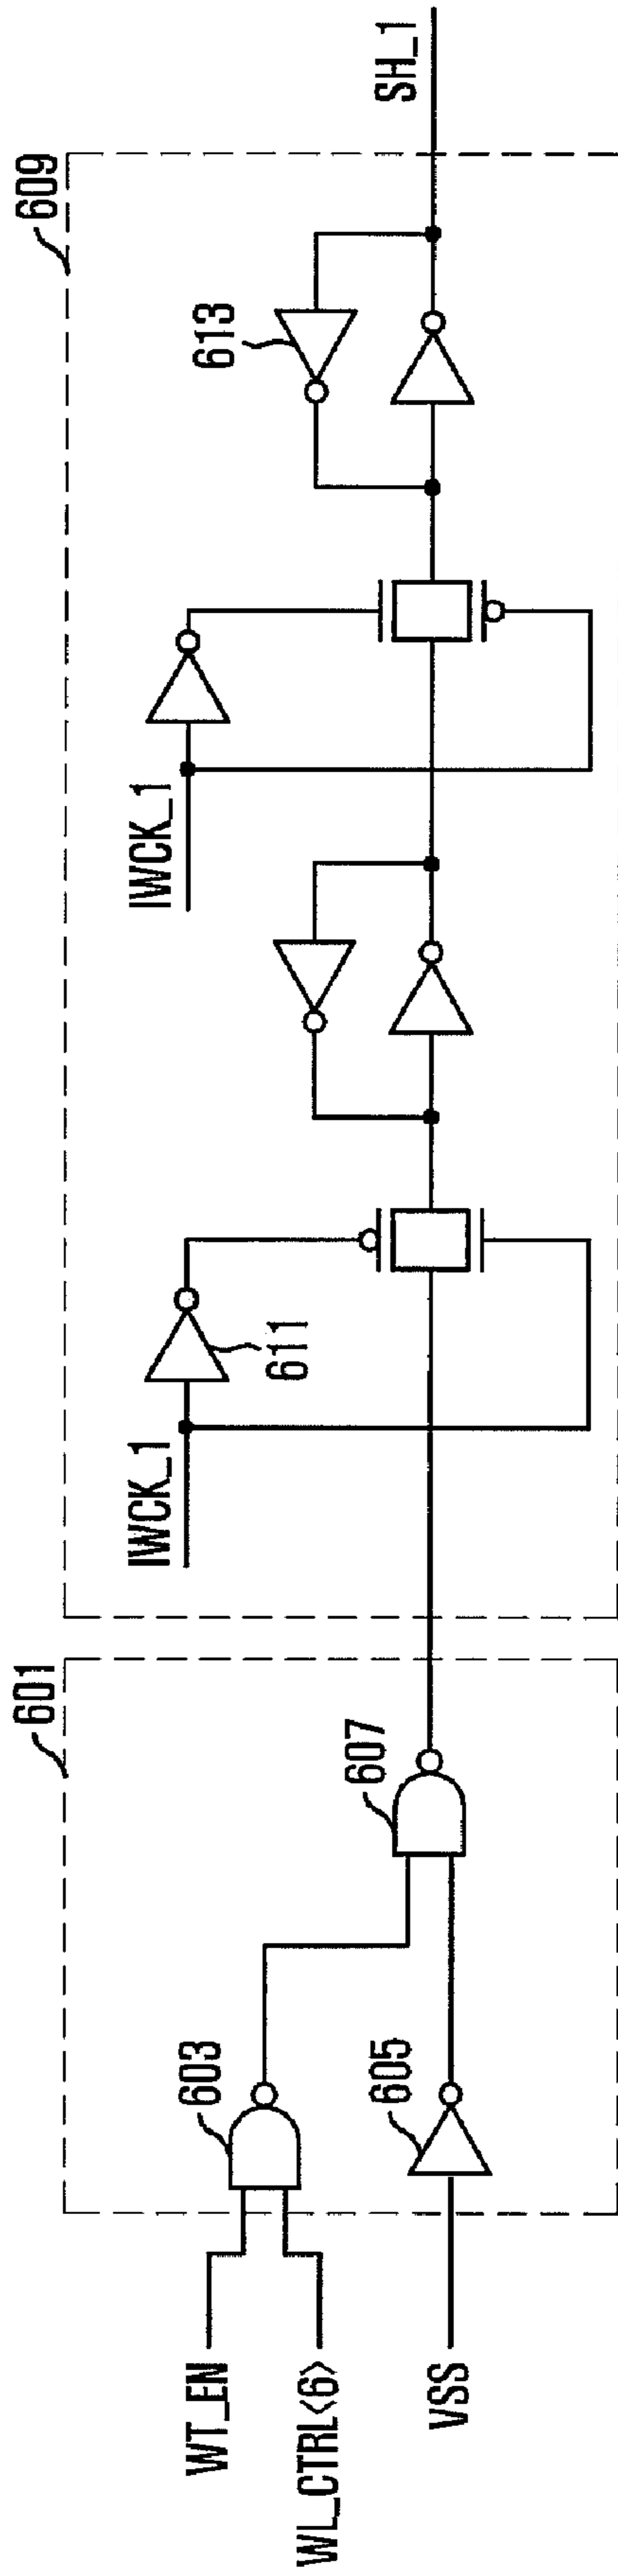 601
609
WT_EN
WL_CTRL<6>
VSS
603
605
607
IWCK_1
611
IWCK_1
613
SH_1